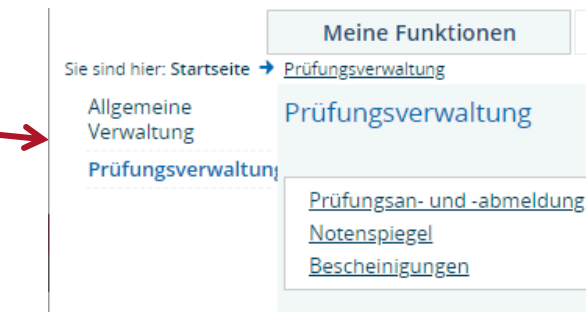 Meine Funktionen
Sie sind hier: Startseite → Prüfungsverwaltung
Allgemeine
Verwaltung
Prüfungsverwaltung
Prüfungsverwaltung
Prüfungsan- und -abmeldung
Notenspiegel
Bescheinigungen